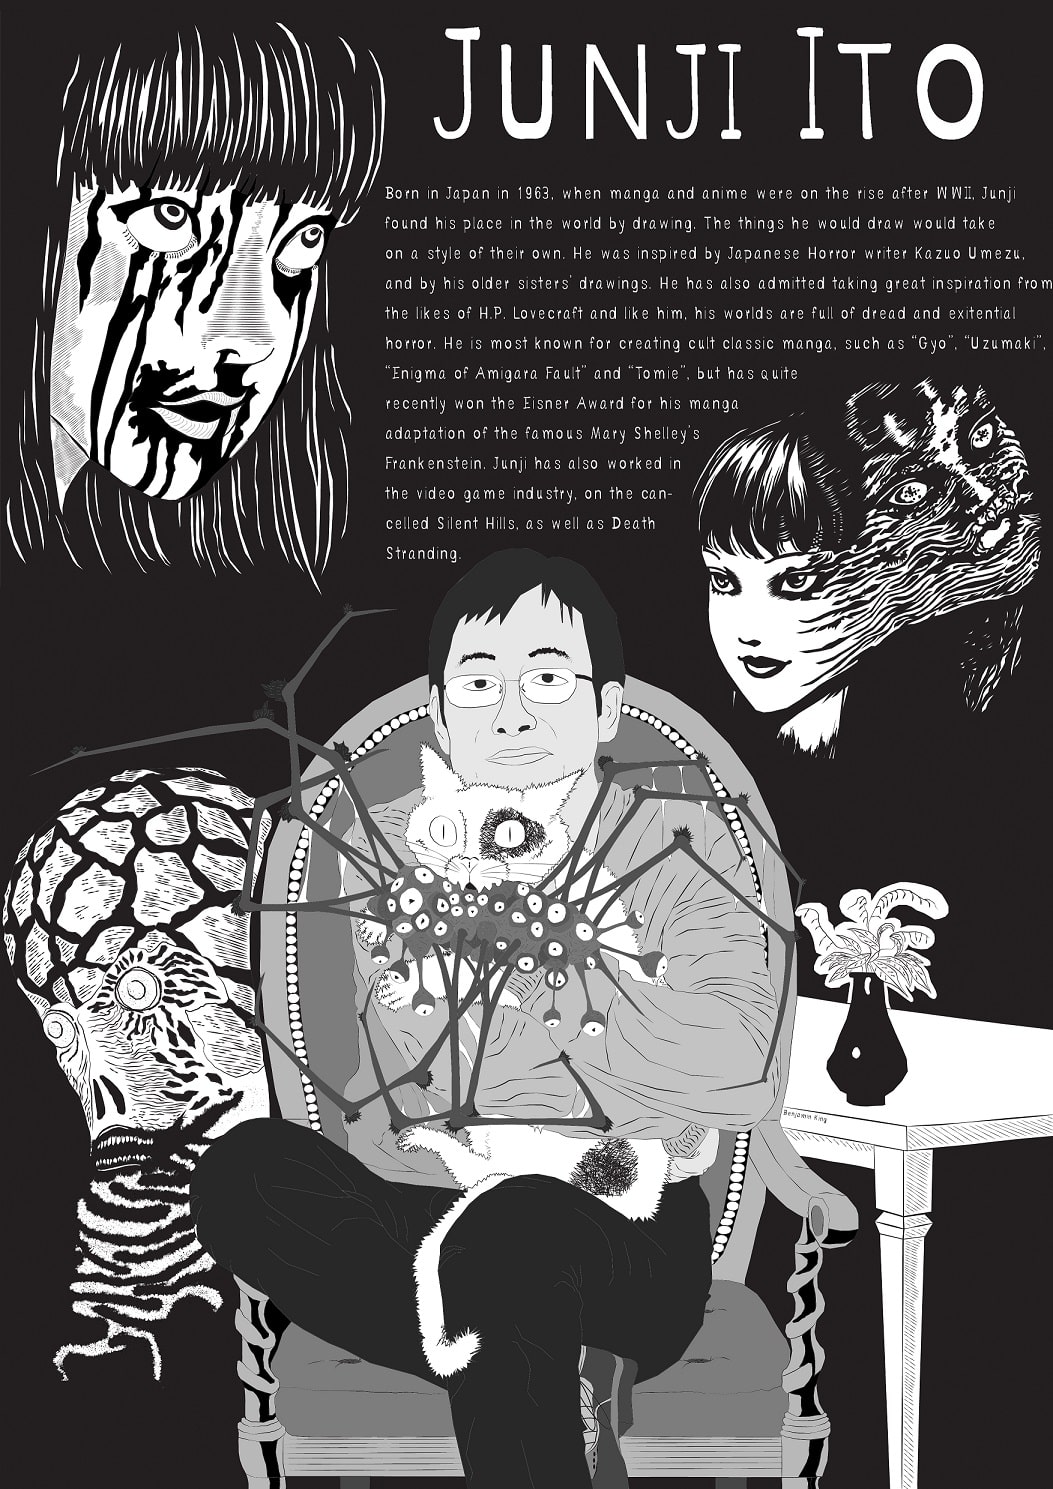 JUNJI ITO
Born in Japan in 1963, when manga and anime were on the rise after WWII, Junji
found his place in the world by drawing. The things he would draw would take
on a style of their own. He was inspired by Japanese Horror writer Kazuo Umezu,
and by his older sisters' drawings. He has also admitted taking great inspiration from
the likes of H.P. Lovecraft and like him, his worlds are full of dread and exitential
horror. He is most known for creating cult classic manga, such as “Gyo”, “Uzumaki”,
“Enigma of Amigara Fault” and “Tomie”, but has quite
recently won the Eisner Award for his manga
adaptation of the famous Mary Shelley's
Frankenstein. Junji has also worked in
the video game industry, on the can-
celled Silent Hills, as well as Death
Stranding.
Benjamin King